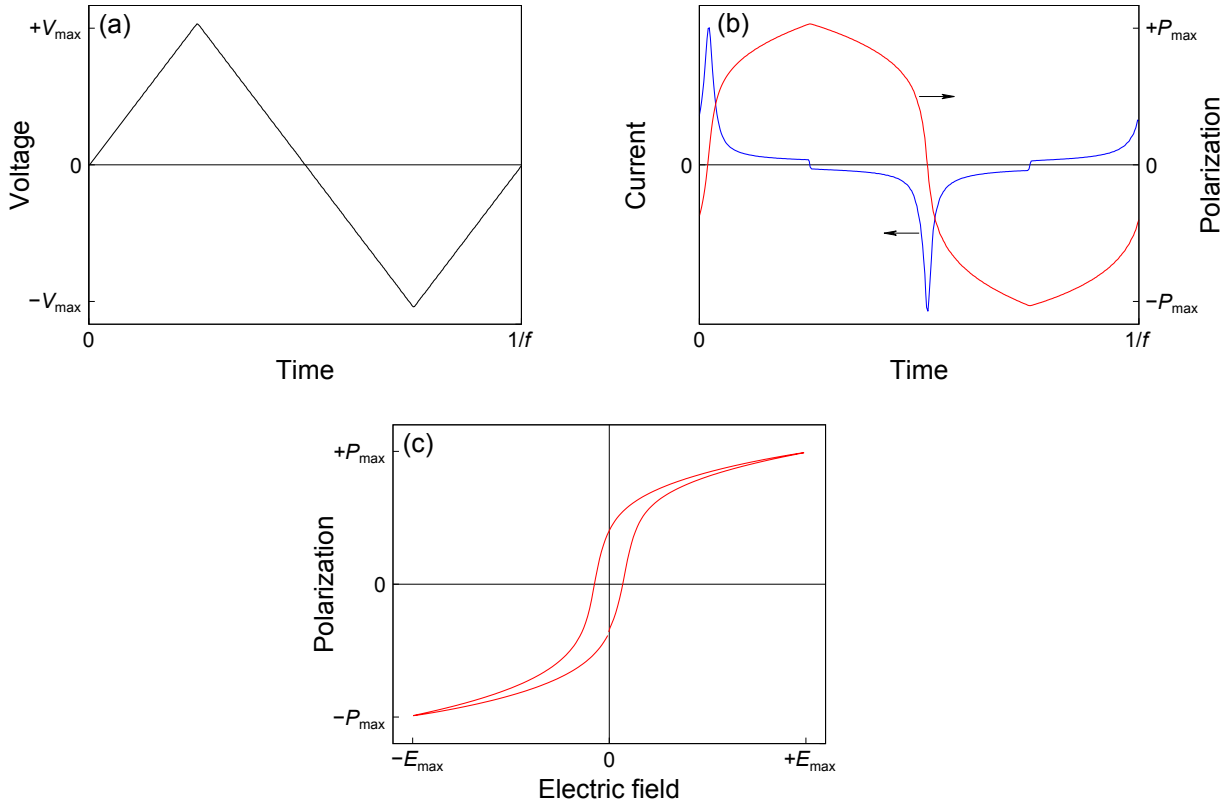 (a)
+Vmax
0
−Vmax
Voltage
0
1/f
Time
(b)
Current
0
+Pmax
0
−Pmax
Polarization
0
1/f
Time
(c)
+Pmax
0
−Pmax
Polarization
−Emax
0
+Emax
Electric field